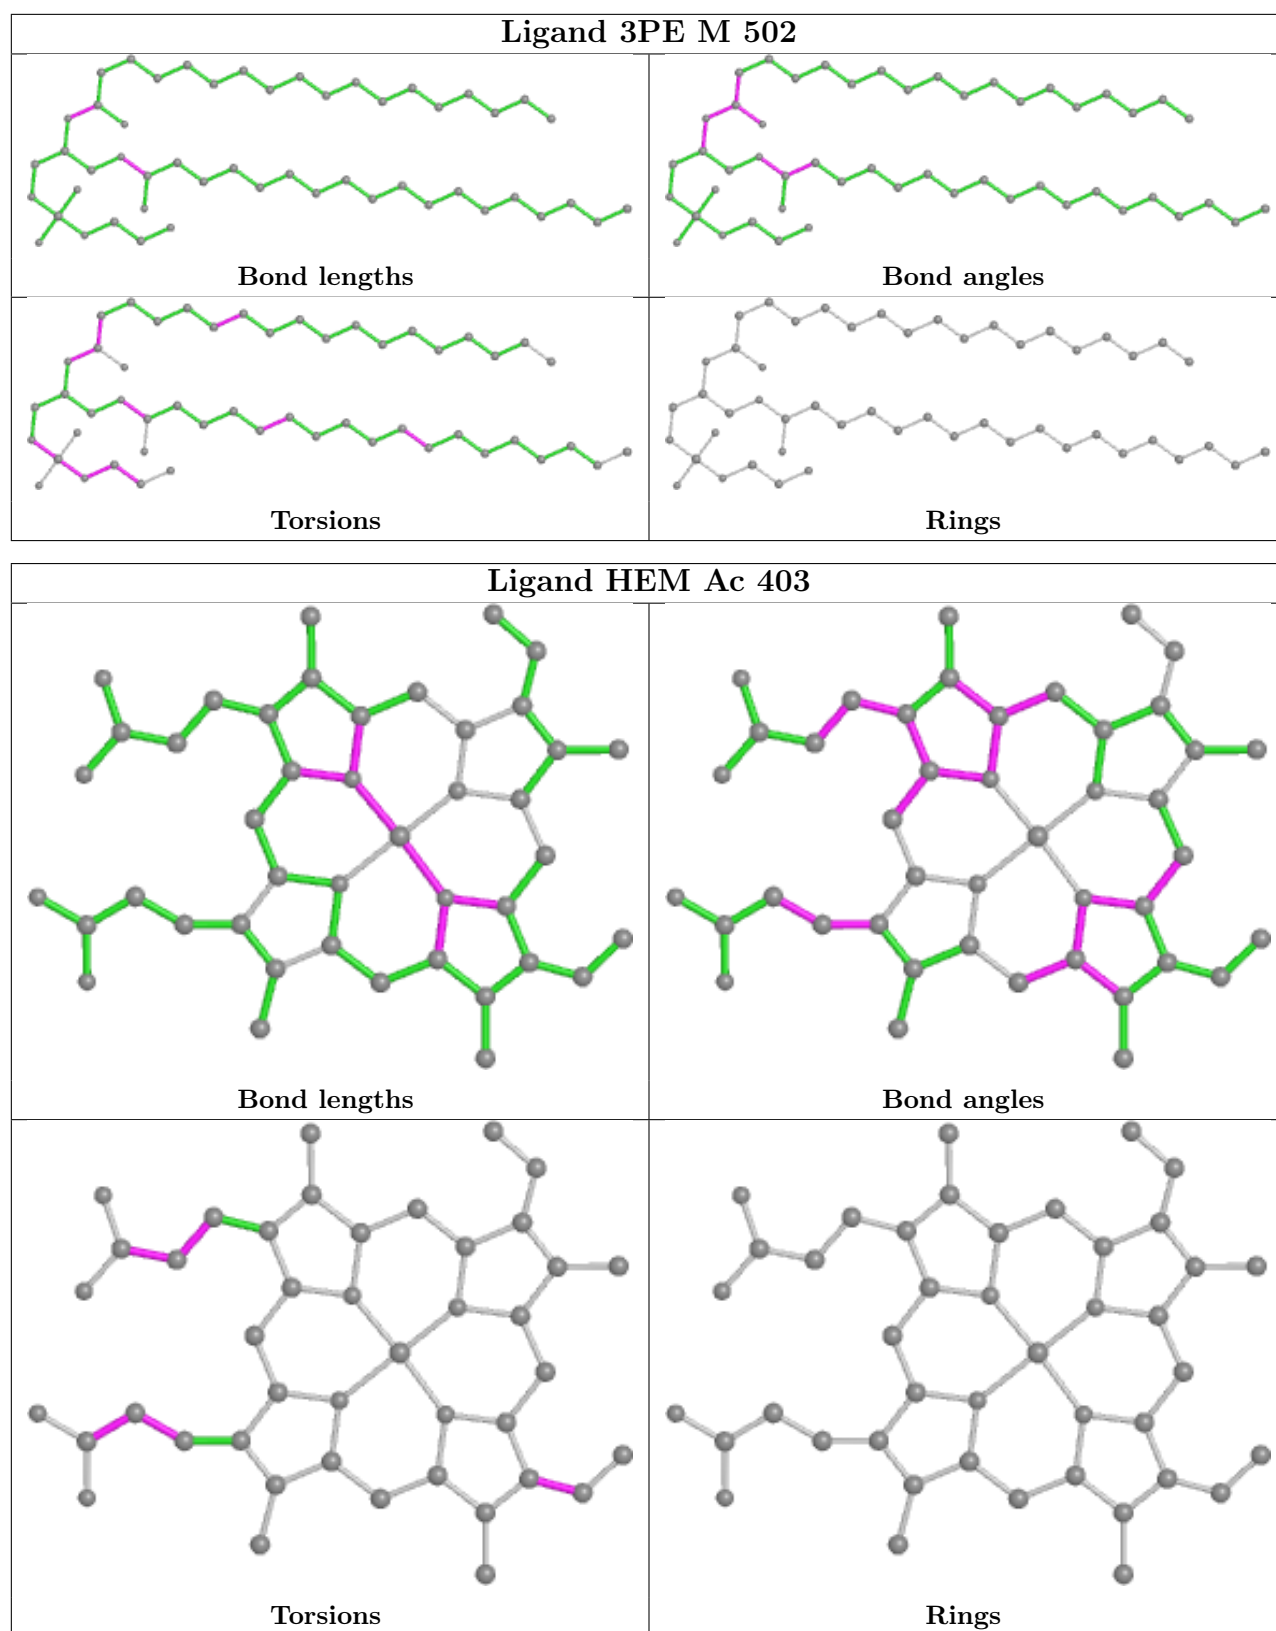 Ligand 3PE M 502
Bond lengths
Bond angles
Torsions
Rings
Ligand HEM Ac 403
Bond lengths
Bond angles
Torsions
Rings